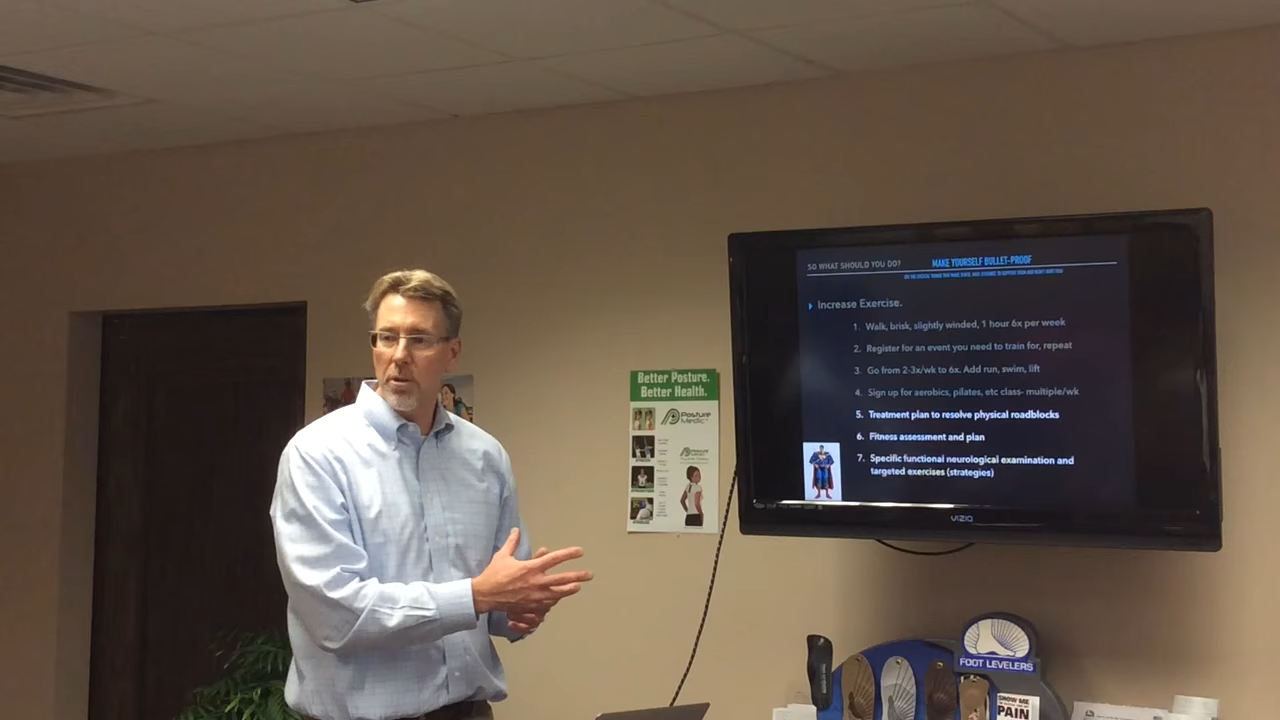 SO WHAT SHOULD YOU DO? MAKE YOURSELF BULLET-PROOF
Increase Exercise.
1. Walk, brisk, slightly winded, 1 hour 6x per week
2. Register for an event you need to train for, repeat
3. Go from 2-3x/wk to 6x. Add run, swim, lift
4. Sign up for aerobics, pilates, etc class- multiple/wk
5. Treatment plan to resolve physical roadblocks
6. Fitness assessment and plan
7. Specific functional neurological examination and
targeted exercises (strategies)
VIZIO
Better Posture.
Better Health.
Posture
Medic
FOOT LEVELERS
SHOW ME
PAIN